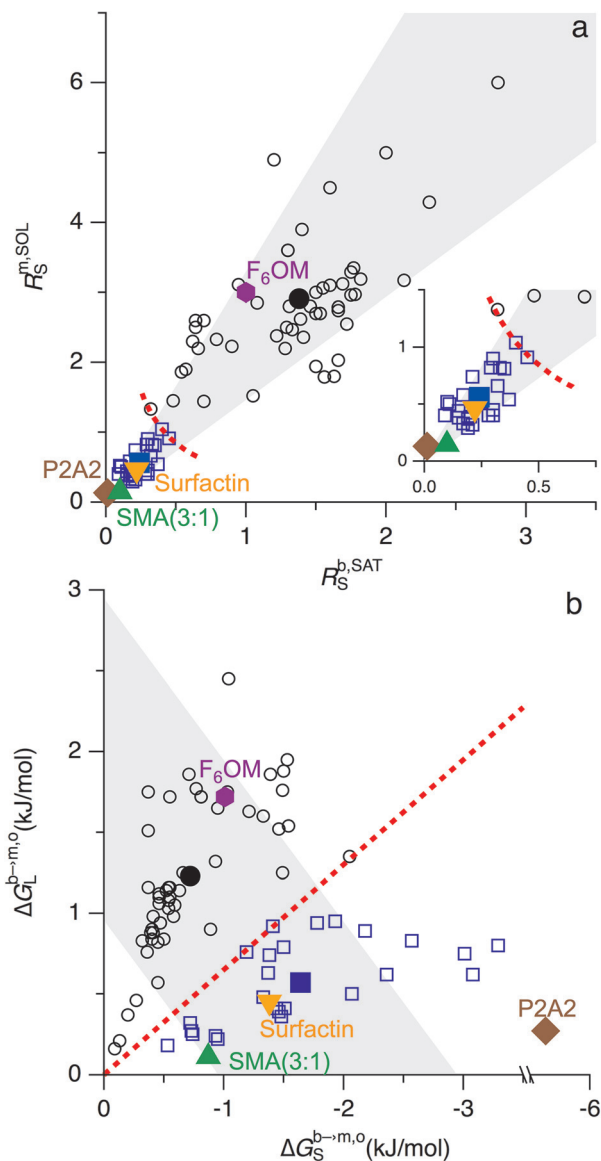 a
6
4
2
0
R_S^{m,SOL}
F₆OM
P2A2
Surfactin
SMA(3:1)
1
0
0.0
0.5
0
1
2
3
R_S^{b,SAT}
b
3
2
1
0
ΔG_L^{b→m,o}(kJ/mol)
F₆OM
Surfactin
SMA(3:1)
P2A2
0
-1
-2
-3
-6
ΔG_S^{b→m,o}(kJ/mol)